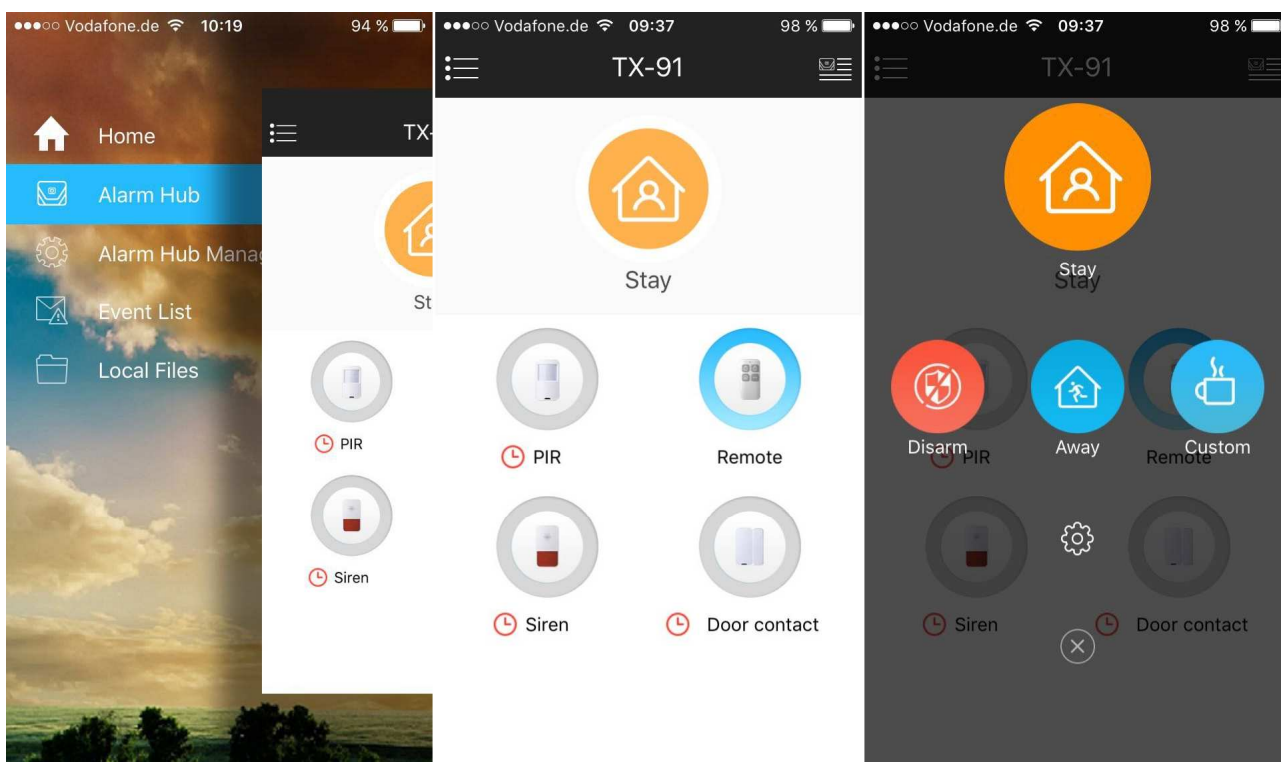 Vodafone.de 10:19 94 %
Home
Alarm Hub
Alarm Hub Manag
Event List
Local Files
TX-
St
PIR
Siren
Vodafone.de 09:37 98 %
TX-91
Stay
PIR
Remote
Siren
Door contact
Vodafone.de 09:37 98 %
TX-91
Stay
Stay
Disarm
Away
Custom
PIR
Remote
Siren
Door contact